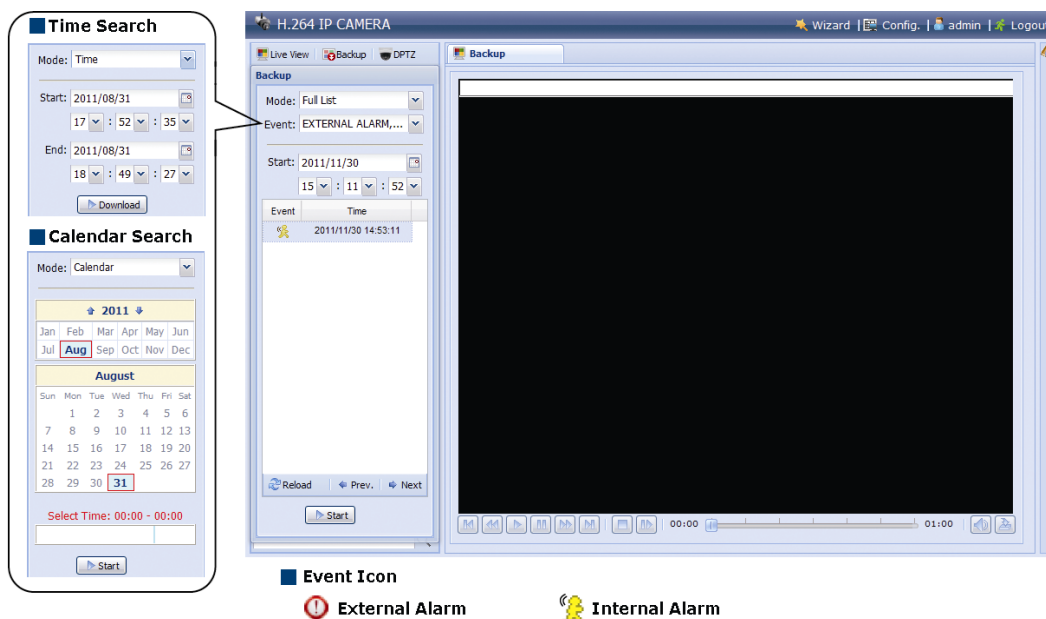 Time Search
Mode: Time
Start: 2011/08/31
17 : 52 : 35
End: 2011/08/31
18 : 49 : 27
Download
Calendar Search
Mode: Calendar
2011
Jan Feb Mar Apr May Jun
Jul Aug Sep Oct Nov Dec
August
Sun Mon Tue Wed Thu Fri Sat
1 2 3 4 5 6
7 8 9 10 11 12 13
14 15 16 17 18 19 20
21 22 23 24 25 26 27
28 29 30 31
Select Time: 00:00 - 00:00
Start
H.264 IP CAMERA
Wizard | Config. | admin | Logout
Live View Backup DPTZ
Backup
Mode: Full List
Event: EXTERNAL ALARM,...
Start: 2011/11/30
15 : 11 : 52
Event Time
2011/11/30 14:53:11
Reload Prev. Next
Start
Backup
00:00 01:00
Event Icon
External Alarm Internal Alarm